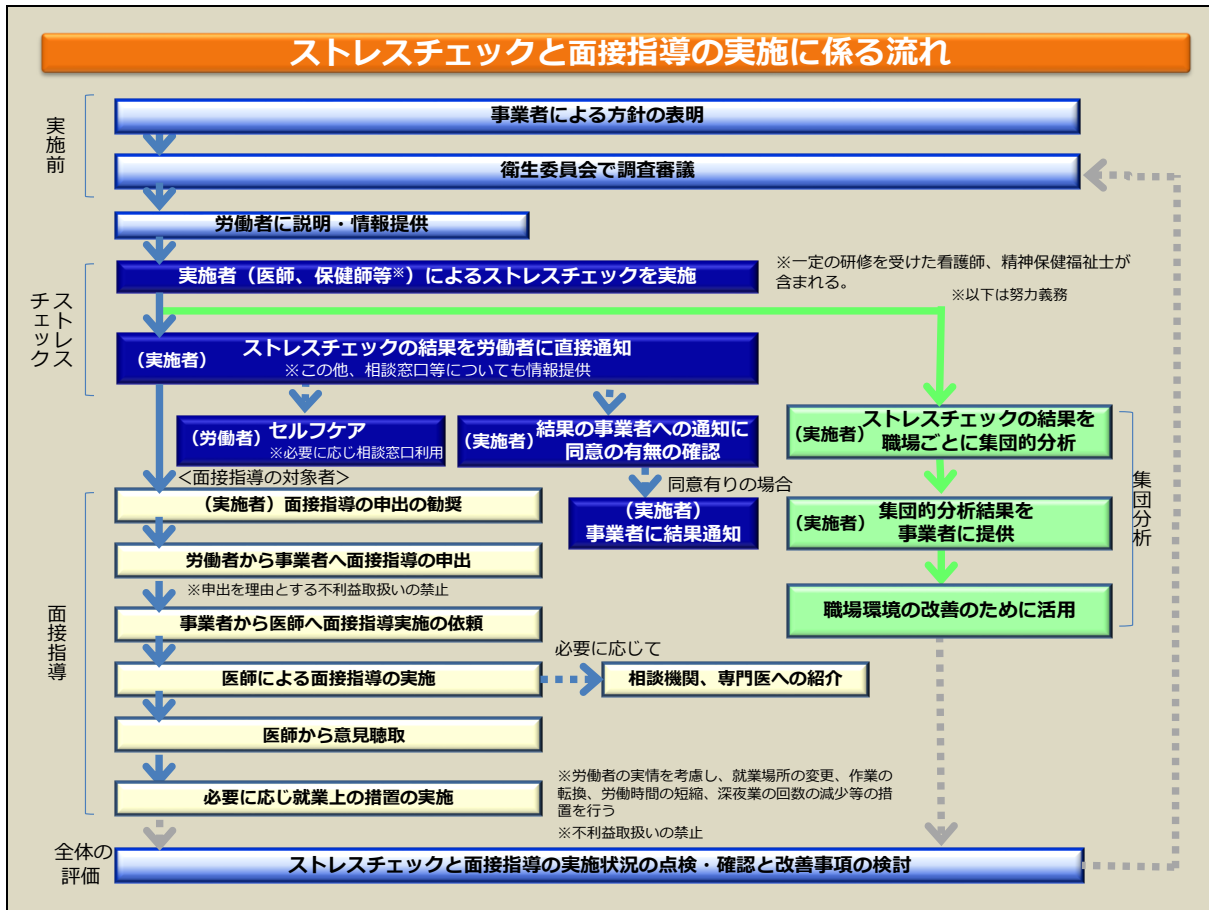 ストレスチェックと面接指導の実施に係る流れ
実施前
事業者による方針の表明
衛生委員会で調査審議
労働者に説明・情報提供
ストレスチェック
実施者（医師、保健師等※）によるストレスチェックを実施
※一定の研修を受けた看護師、精神保健福祉士が
含まれる。
※以下は努力義務
（実施者）
ストレスチェックの結果を労働者に直接通知
※この他、相談窓口等についても情報提供
（労働者）
セルフケア
※必要に応じ相談窓口利用
（実施者）
結果の事業者への通知に
同意の有無の確認
同意有りの場合
（実施者）
事業者に結果通知
（実施者）
ストレスチェックの結果を
職場ごとに集団的分析
（実施者）
集団的分析結果を
事業者に提供
職場環境の改善のために活用
集団分析
＜面接指導の対象者＞
面接指導
（実施者）面接指導の申出の勧奨
労働者から事業者へ面接指導の申出
※申出を理由とする不利益取扱いの禁止
事業者から医師へ面接指導実施の依頼
医師による面接指導の実施
必要に応じて
相談機関、専門医への紹介
医師から意見聴取
必要に応じ就業上の措置の実施
※労働者の実情を考慮し、就業場所の変更、作業の
転換、労働時間の短縮、深夜業の回数の減少等の措
置を行う
※不利益取扱いの禁止
全体の
評価
ストレスチェックと面接指導の実施状況の点検・確認と改善事項の検討